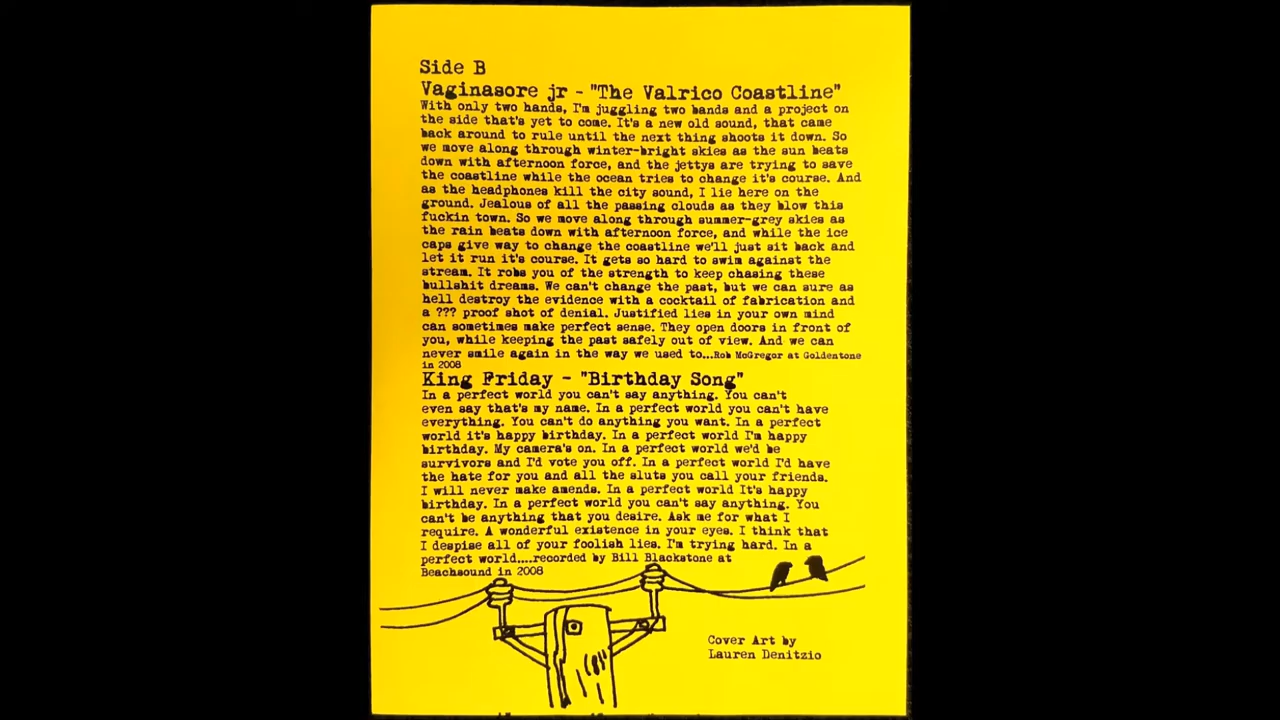 Side B
Vaginasore jr - "The Valrico Coastline"
With only two hands, I'm juggling two bands and a project on
the side that's yet to come. It's a new old sound, that came
back around to rule until the next thing shoots it down. So
we move along through winter-bright skies as the sun beats
down with afternoon force, and the jettys are trying to save
the coastline while the ocean tries to change it's course. And
as the headphones kill the city sound, I lie here on the
ground. Jealous of all the passing clouds as they blow this
fuckin town. So we move along through summer-grey skies as
the rain beats down with afternoon force, and while the ice
caps give way to change the coastline we'll just sit back and
let it run it's course. It gets so hard to swim against the
stream. It robs you of the strength to keep chasing these
bullshit dreams. We can't change the past, but we can sure as
hell destroy the evidence with a cocktail of fabrication and
a ??? proof shot of denial. Justified lies in your own mind
can sometimes make perfect sense. They open doors in front of
you, while keeping the past safely out of view. And we can
never smile again in the way we used to...Rob McGregor at Goldentone
in 2008
King Friday - "Birthday Song"
In a perfect world you can't say anything. You can't
even say that's my name. In a perfect world you can't have
everything. You can't do anything you want. In a perfect
world it's happy birthday. In a perfect world I'm happy
birthday. My camera's on. In a perfect world we'd be
survivors and I'd vote you off. In a perfect world I'd have
the hate for you and all the sluts you call your friends.
I will never make amends. In a perfect world It's happy
birthday. In a perfect world you can't say anything. You
can't be anything that you desire. Ask me for what I
require. A wonderful existence in your eyes. I think that
I despise all of your foolish lies. I'm trying hard. In a
perfect world....recorded by Bill Blackstone at
Beachsound in 2008
Cover Art by
Lauren Denitzio